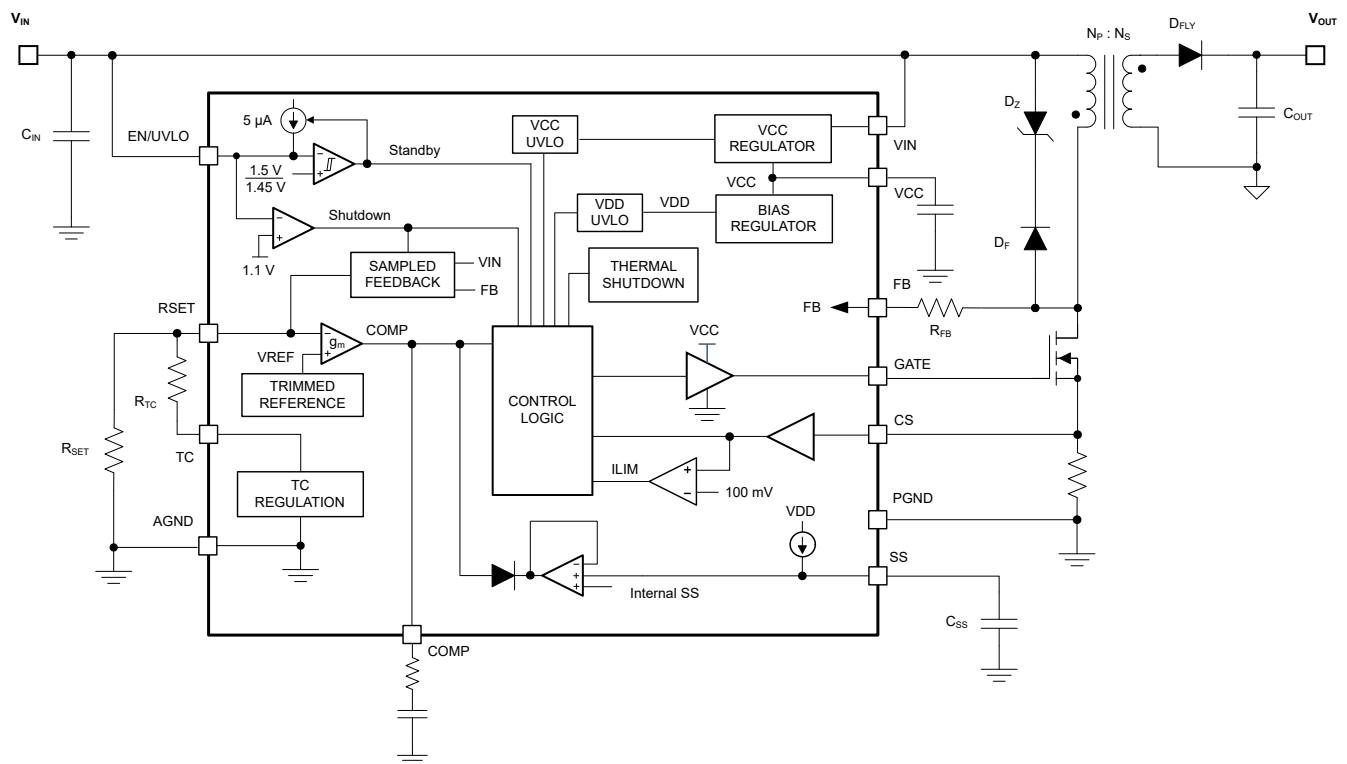 VIN
VOUT
NP : NS
DFLY
CIN
EN/UVLO
5 µA
1.5 V
1.45 V
Standby
VCC
UVLO
VCC
REGULATOR
VIN
DZ
COUT
VCC
VCC
Shutdown
1.1 V
VDD
UVLO
VDD
BIAS
REGULATOR
DF
SAMPLED
FEEDBACK
VIN
FB
THERMAL
SHUTDOWN
FB
FB
RFB
RSET
gm
COMP
VREF
TRIMMED
REFERENCE
VCC
GATE
RTC
CONTROL
LOGIC
CS
RSET
TC
ILIM
100 mV
TC
REGULATION
PGND
AGND
VDD
SS
Internal SS
CSS
COMP